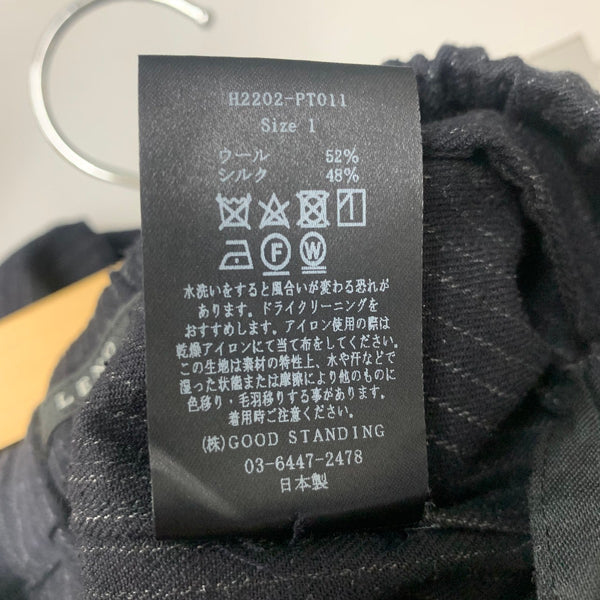 H2202-PT011
Size 1
ウール 52%
シルク 48%
F W
水洗いをすると風合いが変わる恐れが
あります。ドライクリーニングを
おすすめします。アイロン使用の際は
乾燥アイロンにて当て布をしてください。
この生地は素材の特性上、水や汗などで
湿った状態または摩擦により他のものに
色移り・毛羽移りする事があります。
着用時ご注意ください。
(株)GOOD STANDING
03-6447-2478
日本製